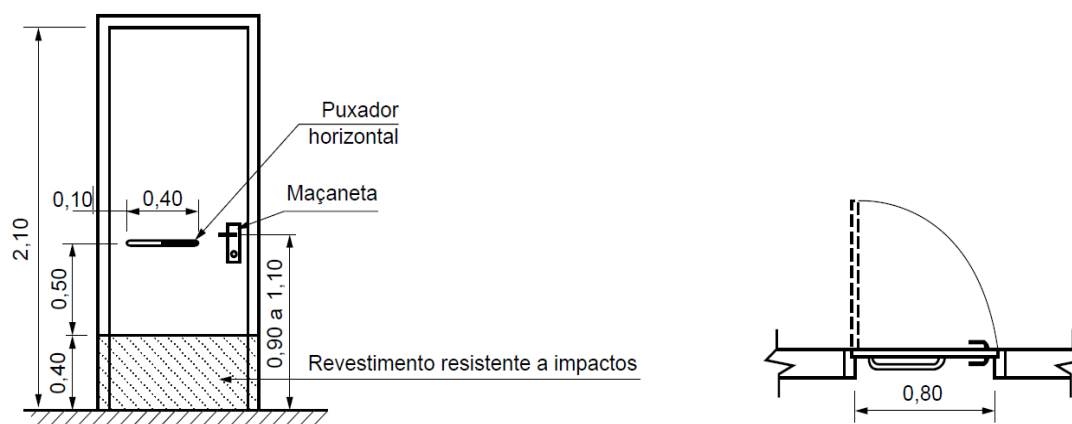 Puxador
horizontal
Maçaneta
0,10
0,40
2,10
0,50
0,90 a 1,10
0,40
Revestimento resistente a impactos
0,80